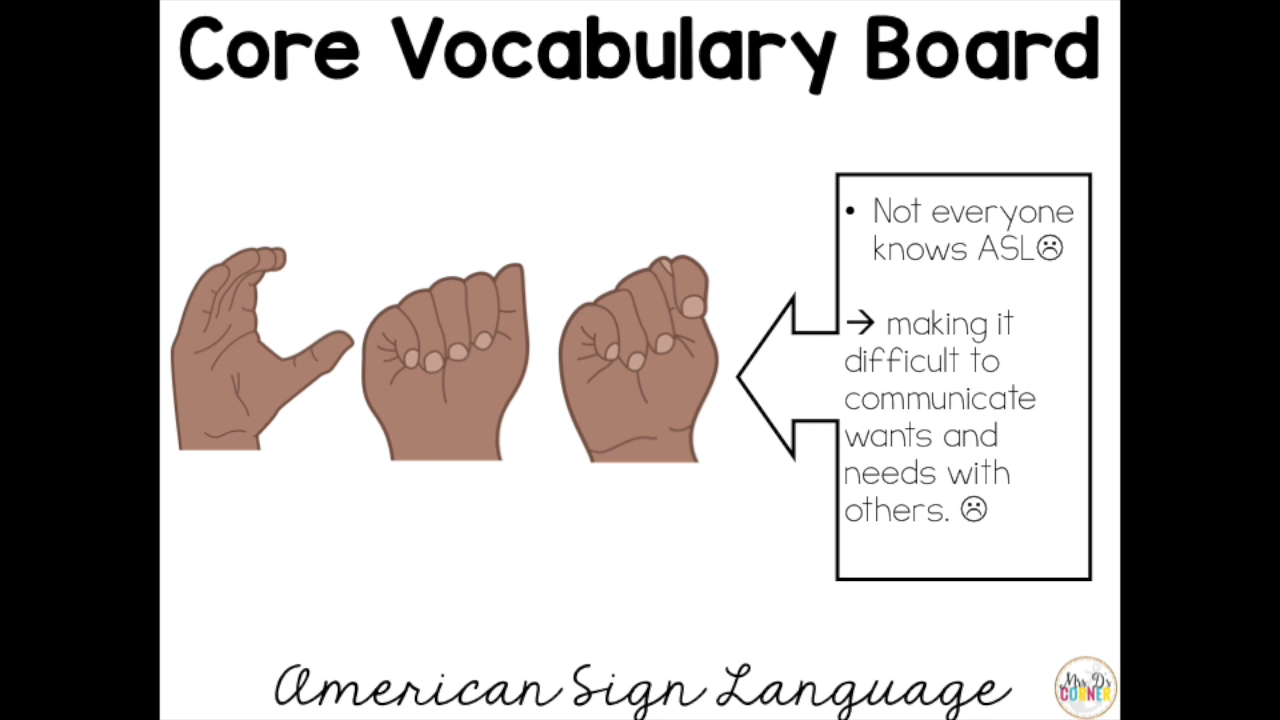 Core Vocabulary Board
• Not everyone
knows ASL☹
→ making it
difficult to
communicate
wants and
needs with
others. ☹
American Sign Language
Mrs. D's
CORNER